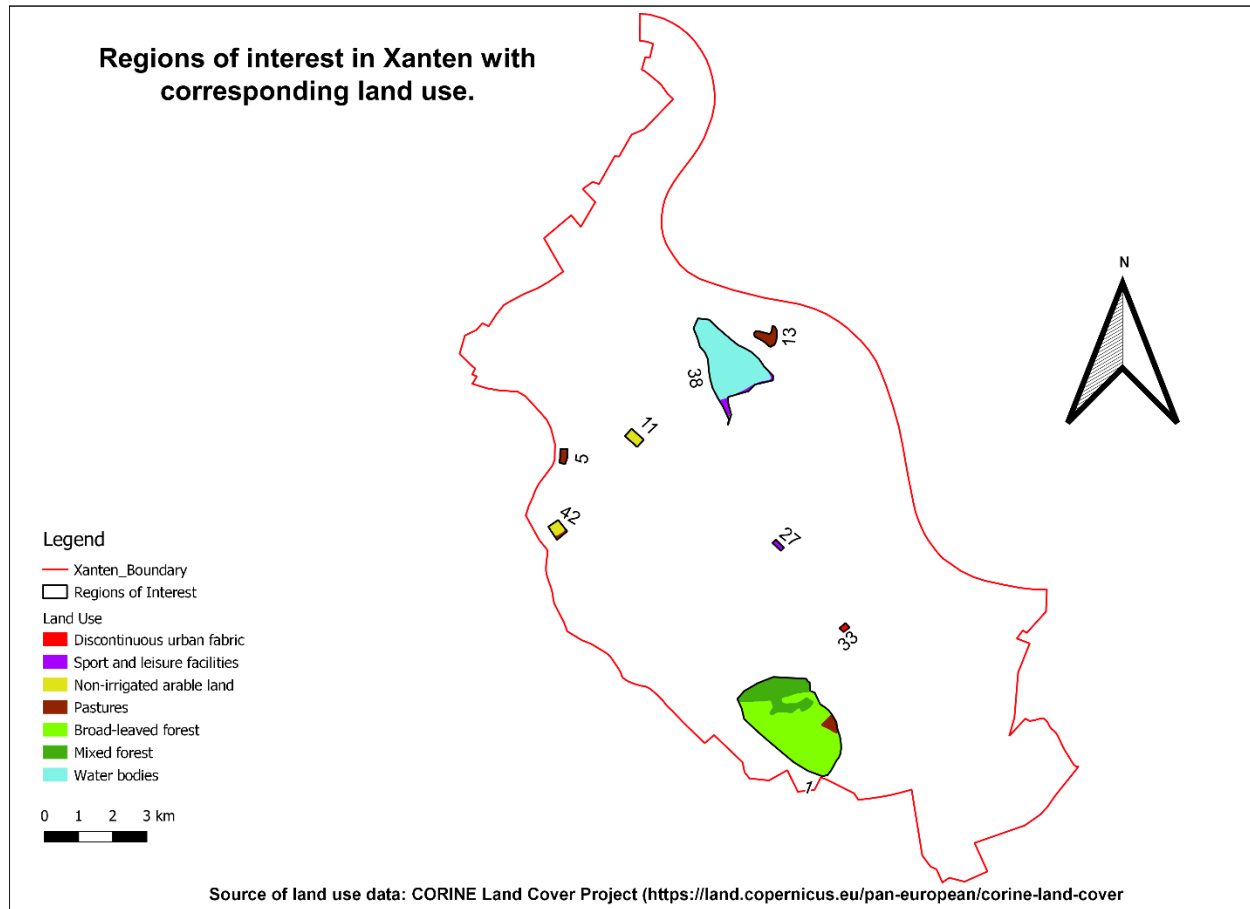 Regions of interest in Xanten with
corresponding land use.
N
13
38
11
5
42
27
33
1
Legend
Xanten_Boundary
Regions of Interest
Land Use
Discontinuous urban fabric
Sport and leisure facilities
Non-irrigated arable land
Pastures
Broad-leaved forest
Mixed forest
Water bodies
0 1 2 3 km
Source of land use data: CORINE Land Cover Project (https://land.copernicus.eu/pan-european/corine-land-cover